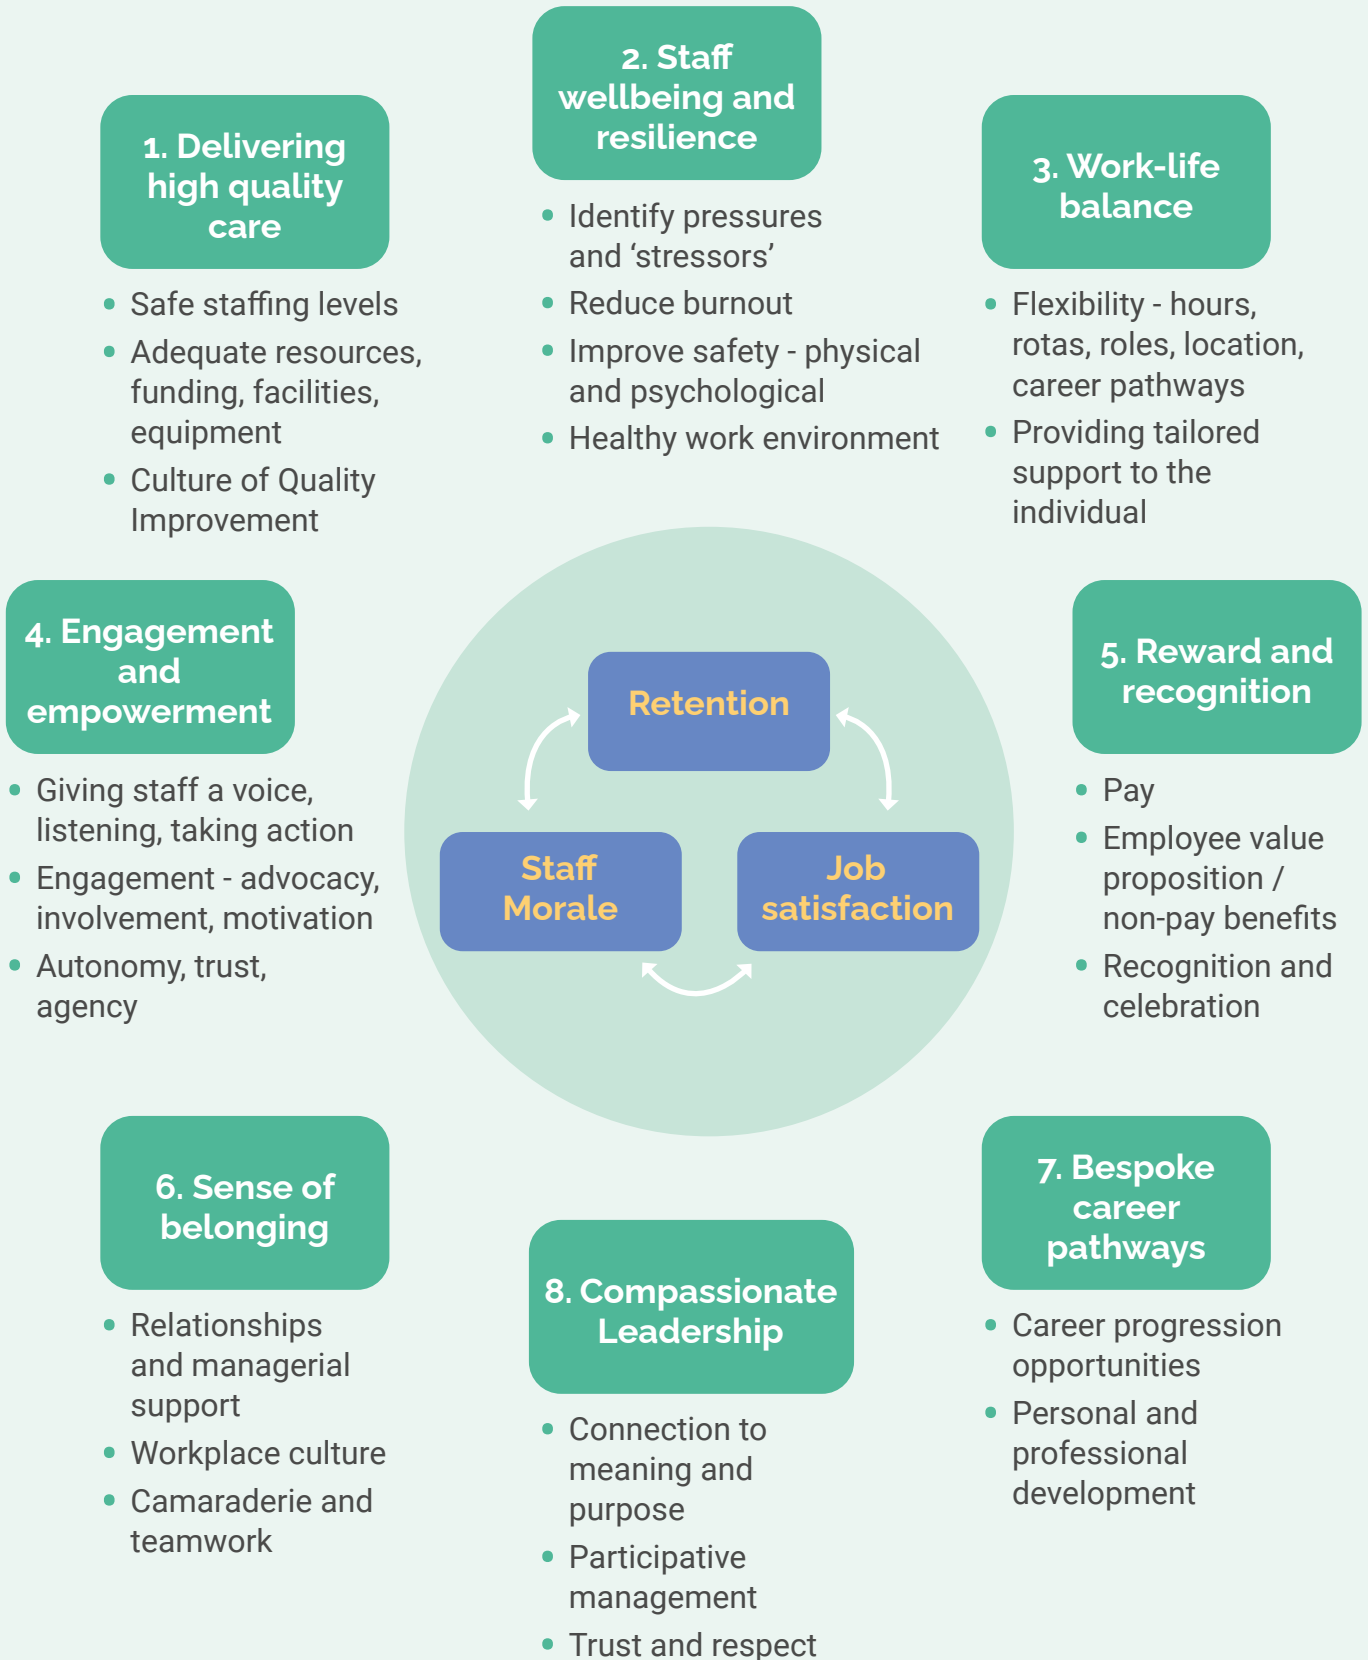 1. Delivering
high quality
care
• Safe staffing levels
• Adequate resources,
funding, facilities,
equipment
• Culture of Quality
Improvement
2. Staff
wellbeing and
resilience
• Identify pressures
and ‘stressors’
• Reduce burnout
• Improve safety - physical
and psychological
• Healthy work environment
3. Work-life
balance
• Flexibility - hours,
rotas, roles, location,
career pathways
• Providing tailored
support to the
individual
4. Engagement
and
empowerment
• Giving staff a voice,
listening, taking action
• Engagement - advocacy,
involvement, motivation
• Autonomy, trust,
agency
Retention
Staff
Morale
Job
satisfaction
5. Reward and
recognition
• Pay
• Employee value
proposition /
non-pay benefits
• Recognition and
celebration
6. Sense of
belonging
• Relationships
and managerial
support
• Workplace culture
• Camaraderie and
teamwork
7. Bespoke
career
pathways
• Career progression
opportunities
• Personal and
professional
development
8. Compassionate
Leadership
• Connection to
meaning and
purpose
• Participative
management
• Trust and respect